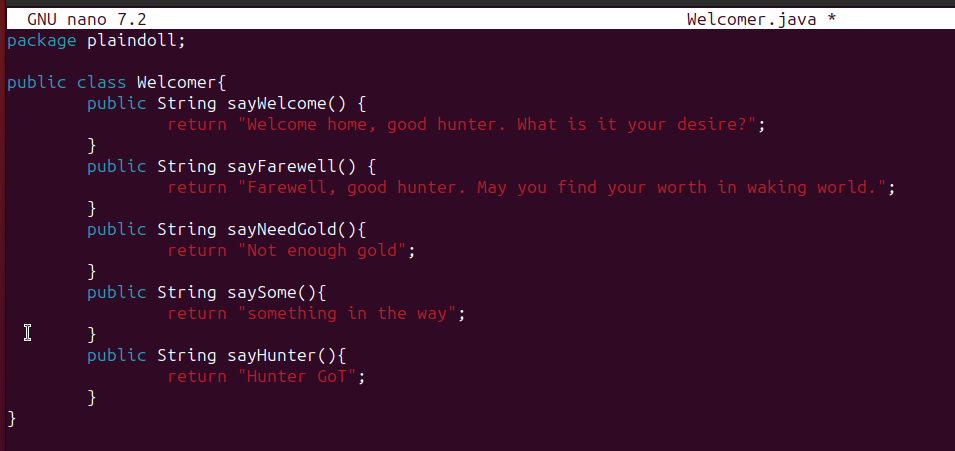 GNU nano 7.2 Welcomer.java *
package plaindoll;
public class Welcomer{
public String sayWelcome() {
return "Welcome home, good hunter. What is it your desire?";
}
public String sayFarewell() {
return "Farewell, good hunter. May you find your worth in waking world.";
}
public String sayNeedGold(){
return "Not enough gold";
}
public String saySome(){
return "something in the way";
}
public String sayHunter(){
return "Hunter GoT";
}
}